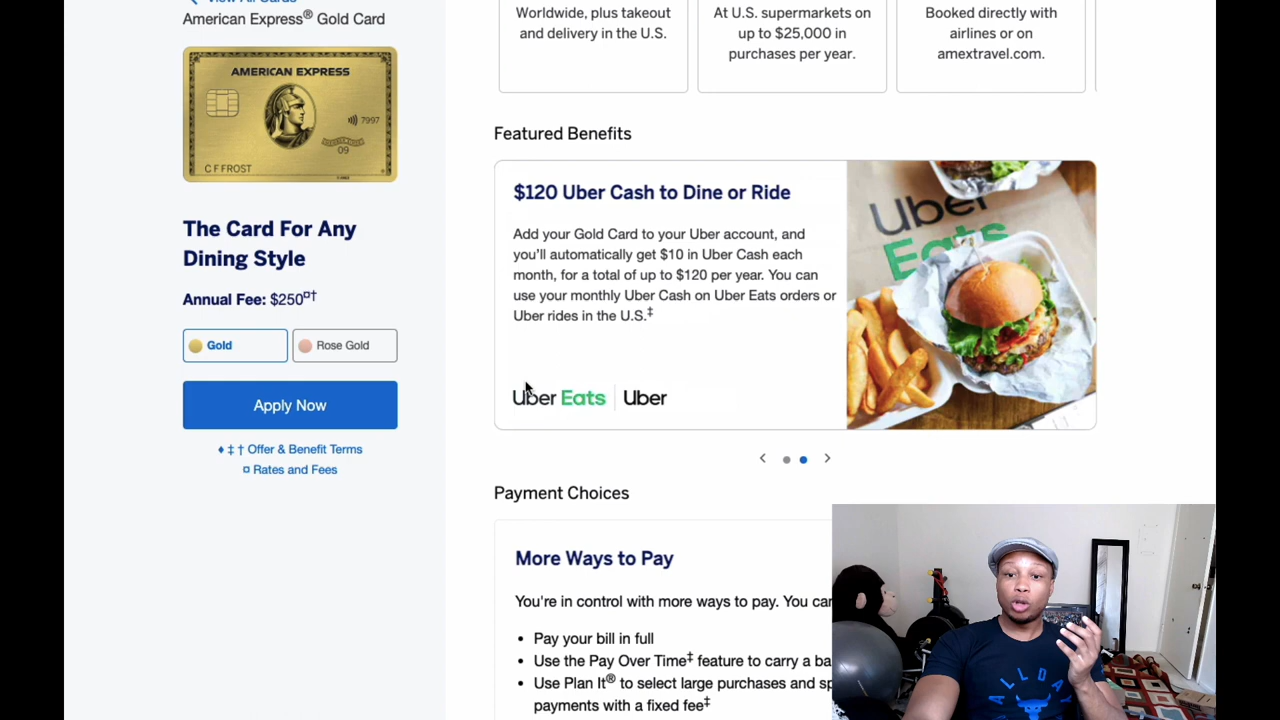 View All Cards
American Express® Gold Card
AMERICAN EXPRESS
7997
09
C F FROST
The Card For Any
Dining Style
Annual Fee: $250¤†
Gold
Rose Gold
Apply Now
♦ ‡ † Offer & Benefit Terms
¤ Rates and Fees
Worldwide, plus takeout
and delivery in the U.S.
At U.S. supermarkets on
up to $25,000 in
purchases per year.
Booked directly with
airlines or on
amextravel.com.
Featured Benefits
$120 Uber Cash to Dine or Ride
Add your Gold Card to your Uber account, and
you'll automatically get $10 in Uber Cash each
month, for a total of up to $120 per year. You can
use your monthly Uber Cash on Uber Eats orders or
Uber rides in the U.S.‡
Uber Eats | Uber
Uber
Eats
Payment Choices
More Ways to Pay
You're in control with more ways to pay. You can
• Pay your bill in full
• Use the Pay Over Time‡ feature to carry a ba
• Use Plan It® to select large purchases and sp
payments with a fixed fee‡
ALL DAY